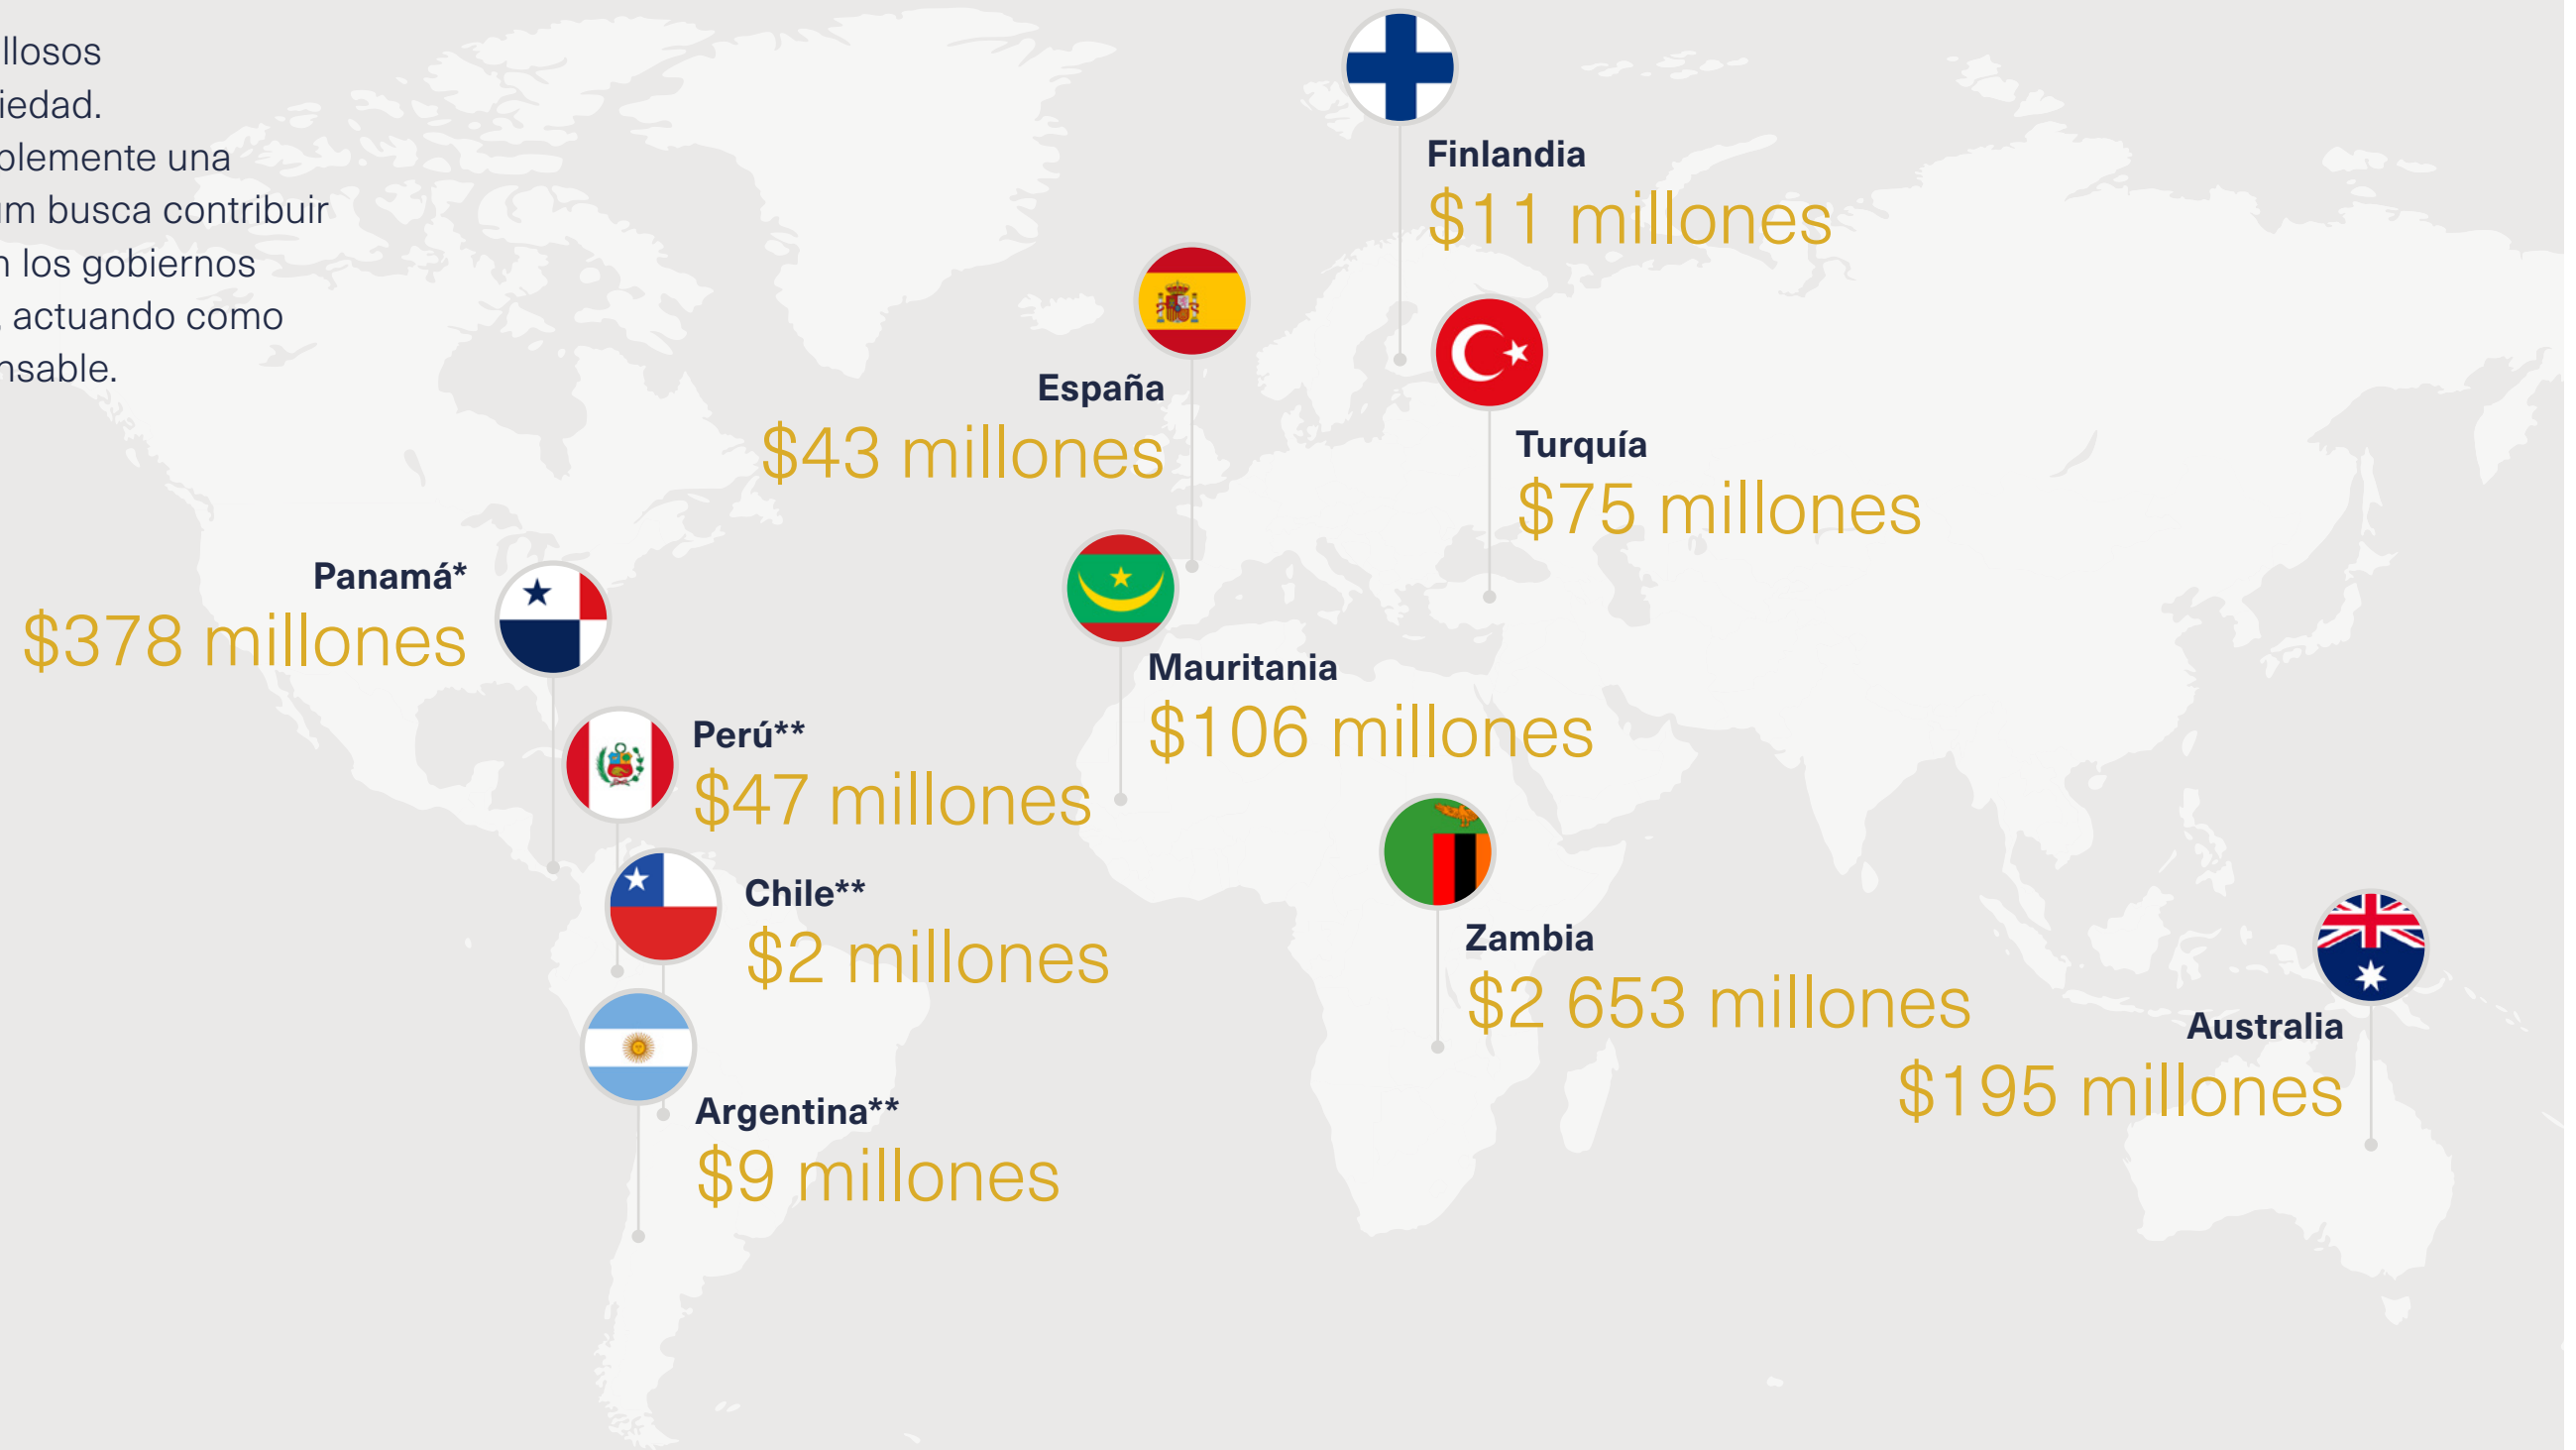 llosos
iedad.
blemente una
um busca contribuir
n los gobiernos
, actuando como
nsable.
Finlandia
$11 millones
España
$43 millones
Turquía
$75 millones
Panamá*
$378 millones
Mauritania
$106 millones
Perú**
$47 millones
Chile**
$2 millones
Zambia
$2 653 millones
Australia
$195 millones
Argentina**
$9 millones